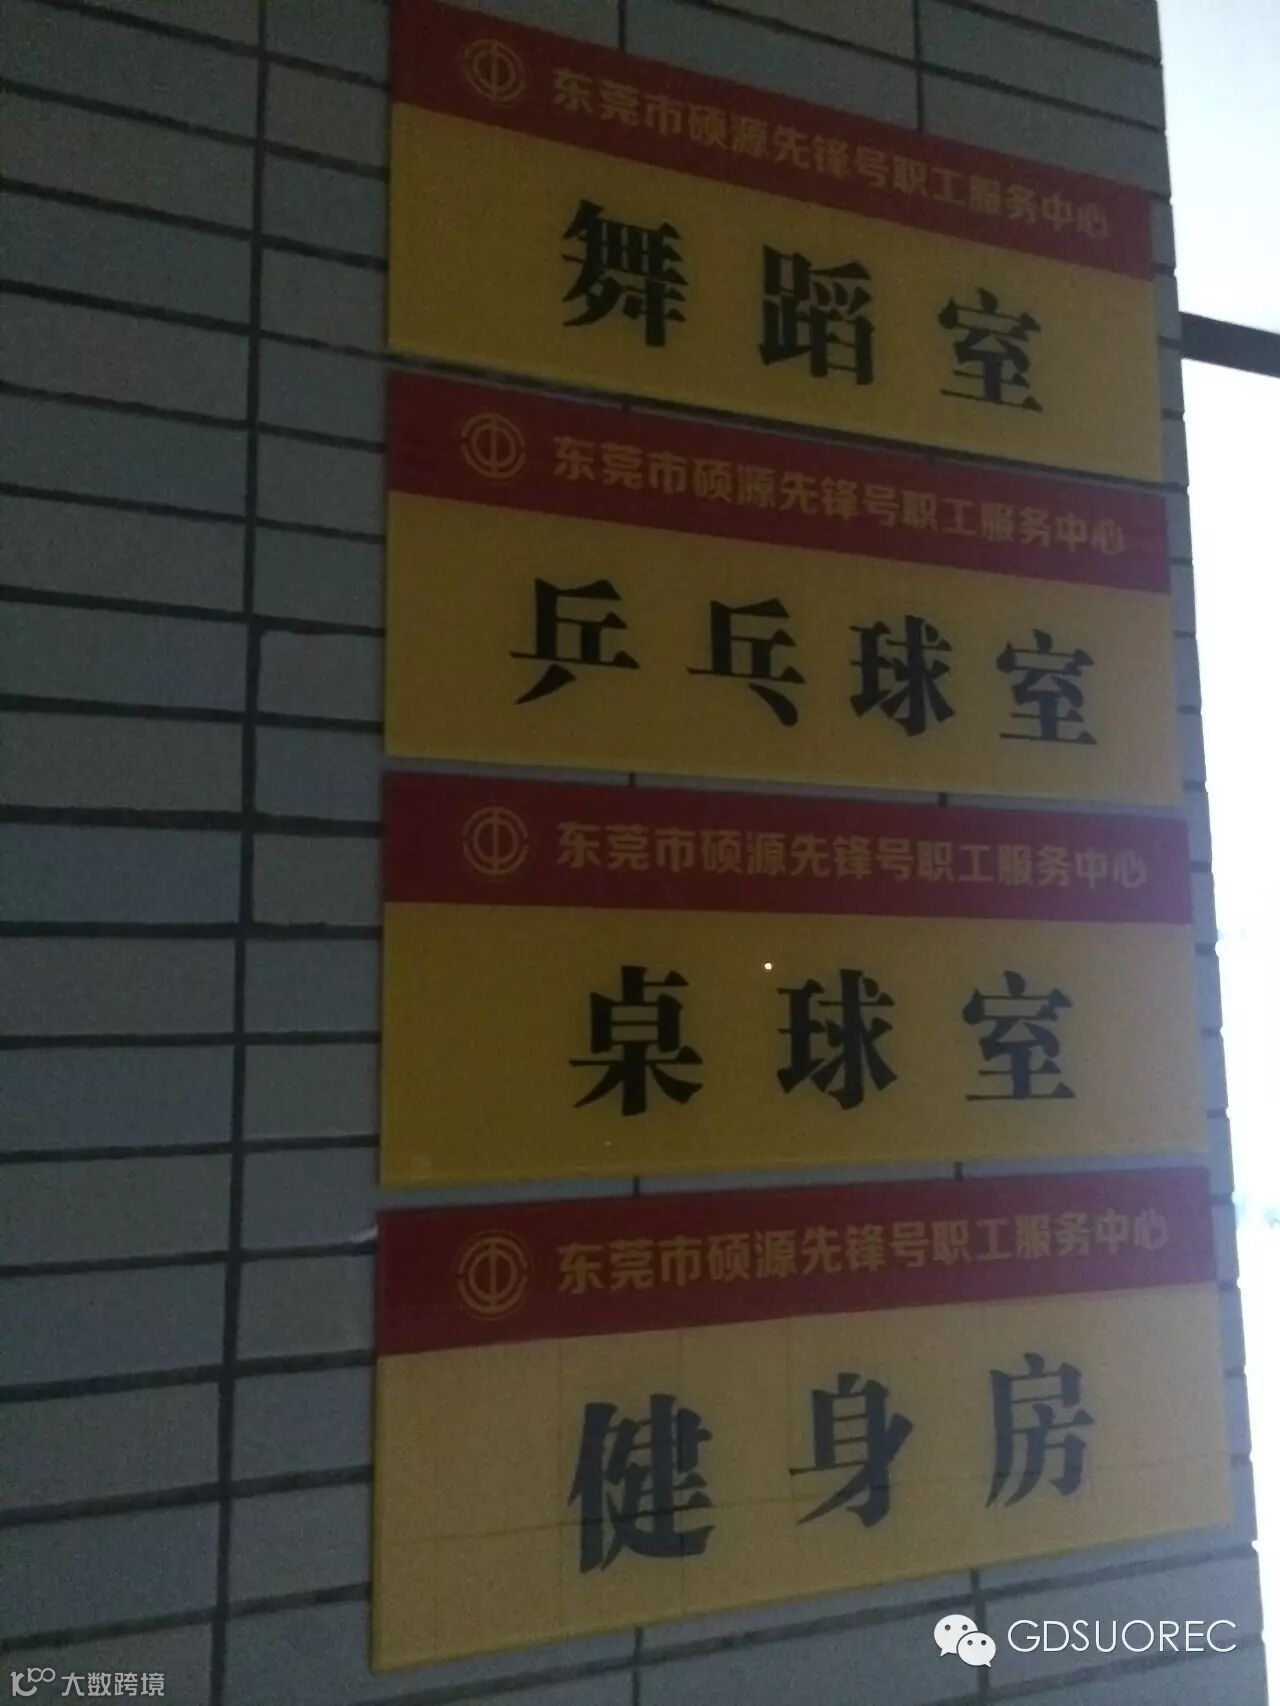 东莞市硕源先锋号职工服务中心
舞蹈室
东莞市硕源先锋号职工服务中心
乒乓球室
东莞市硕源先锋号职工服务中心
桌球室
东莞市硕源先锋号职工服务中心
健身房
GDSUOREC
大数跨境